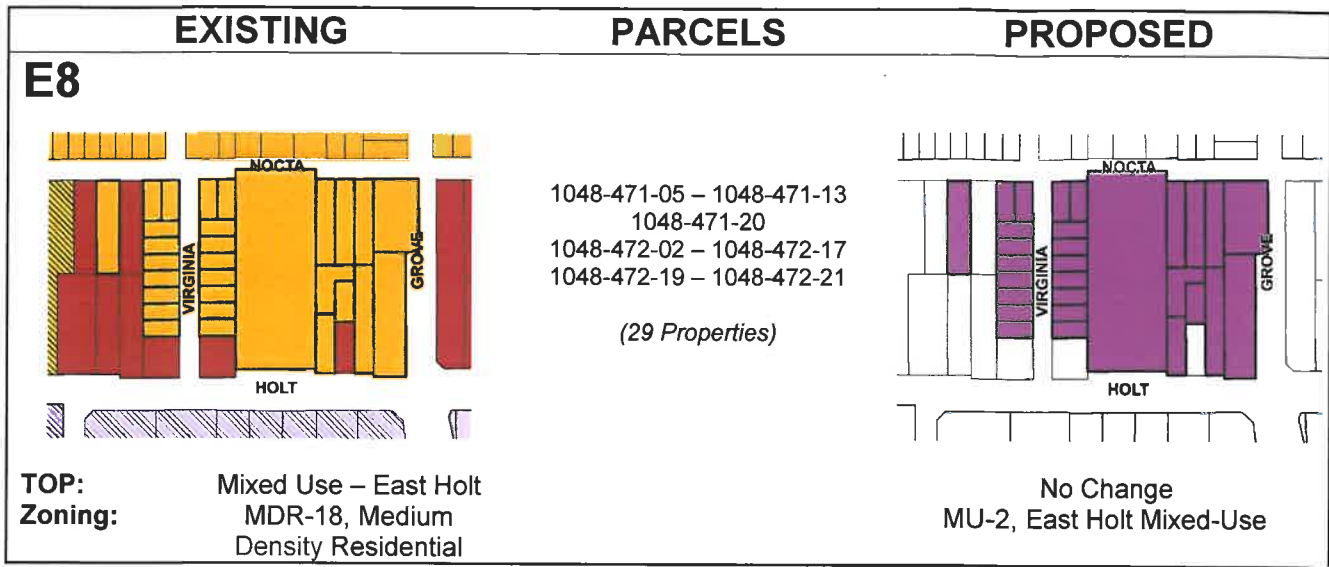 EXISTING PARCELS PROPOSED
E8
NOCTA
VIRGINIA
GROVE
HOLT
1048-471-05 – 1048-471-13
1048-471-20
1048-472-02 – 1048-472-17
1048-472-19 – 1048-472-21
(29 Properties)
NOCTA
VIRGINIA
GROVE
HOLT
TOP: Mixed Use – East Holt
Zoning: MDR-18, Medium
Density Residential
No Change
MU-2, East Holt Mixed-Use